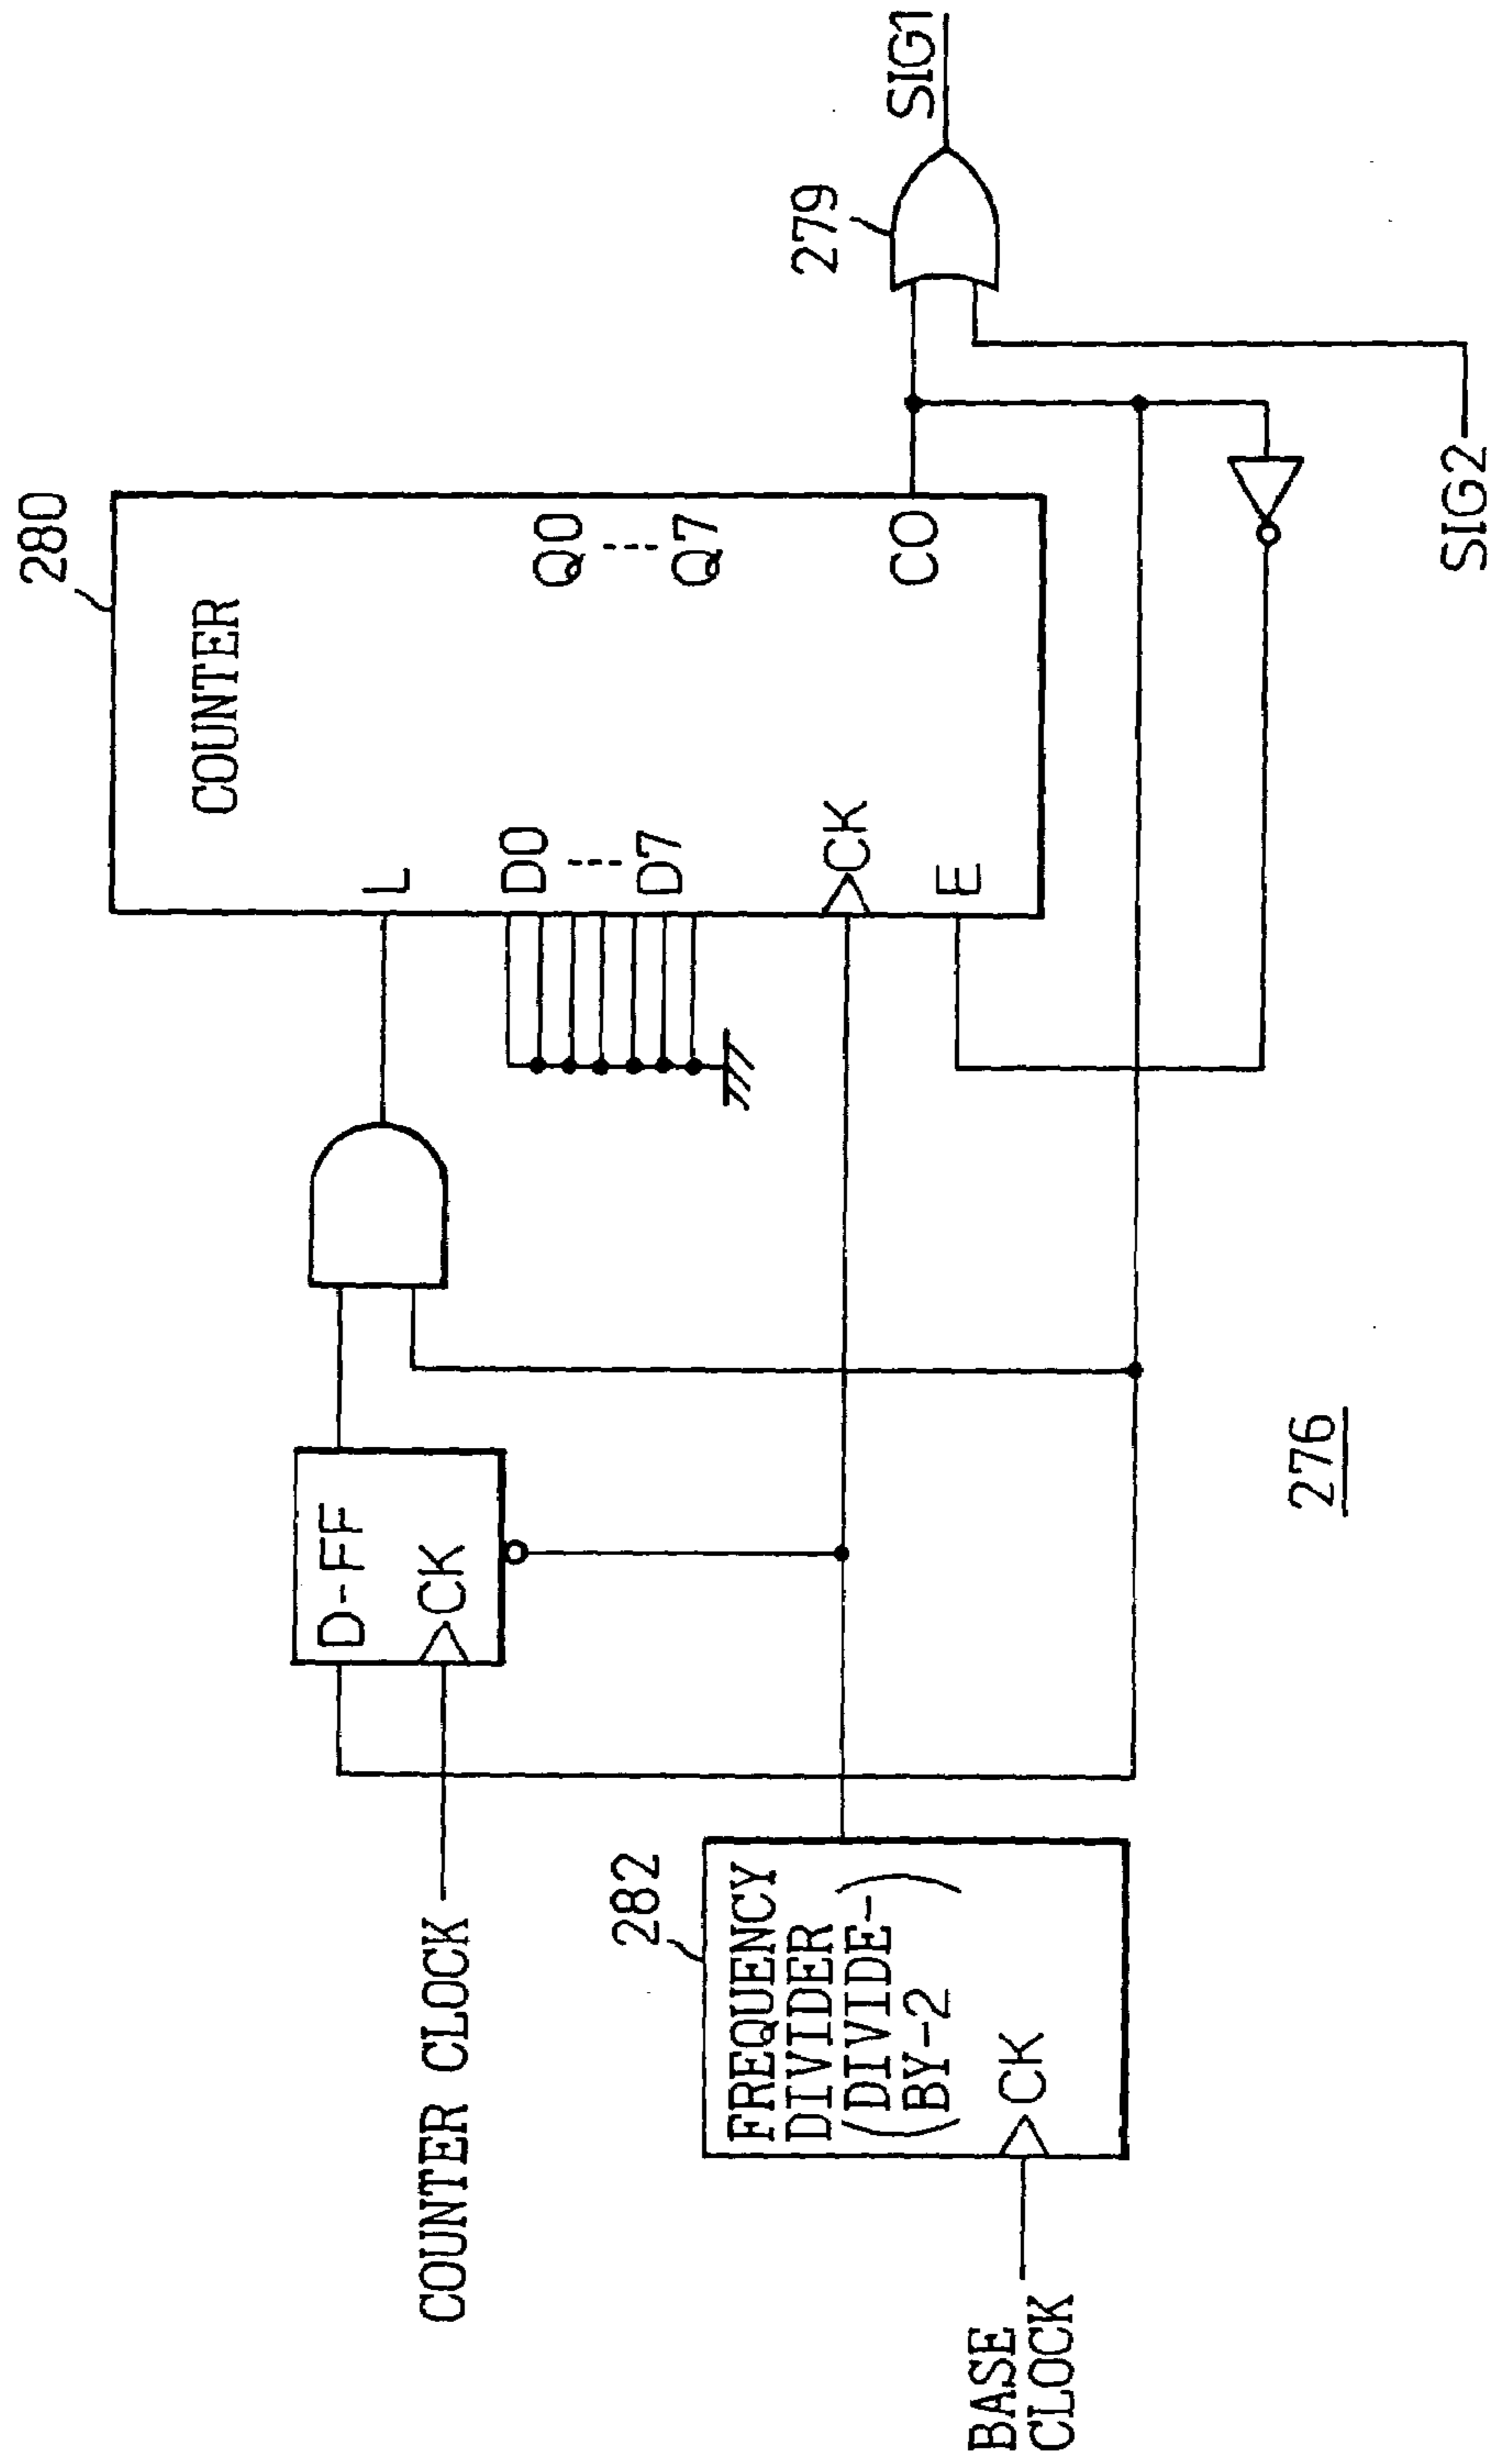 COUNTER CLOCK
D-FF
CK
L
COUNTER
280
D0
D7
Q0
Q7
CK
E
CO
279
SIG1
SIG2
282
FREQUENCY
DIVIDER
(DIVIDE-
BY-2)
CK
BASE
CLOCK
276